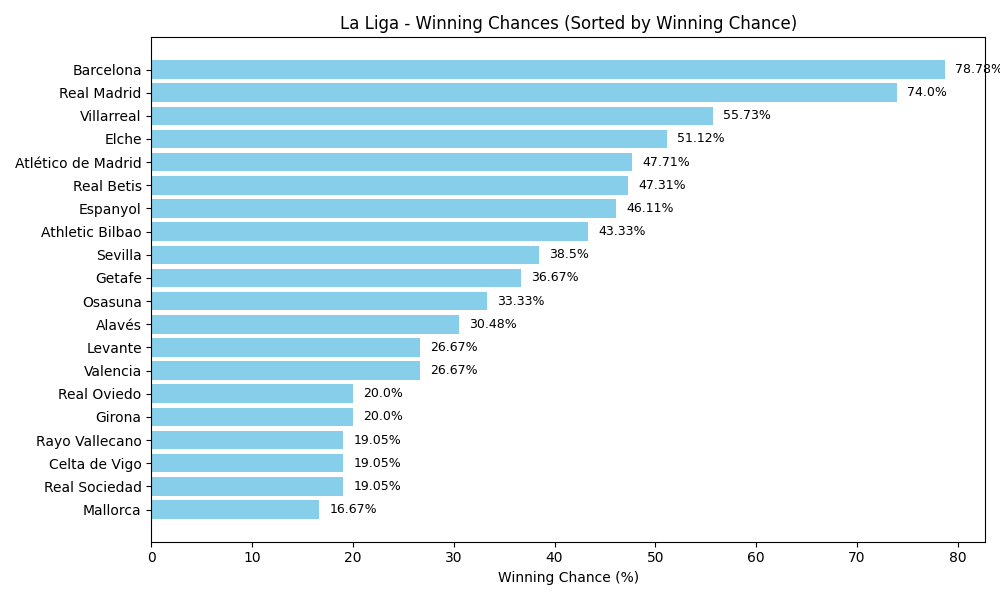 La Liga - Winning Chances (Sorted by Winning Chance)
Barcelona 78.78%
Real Madrid 74.0%
Villarreal 55.73%
Elche 51.12%
Atlético de Madrid 47.71%
Real Betis 47.31%
Espanyol 46.11%
Athletic Bilbao 43.33%
Sevilla 38.5%
Getafe 36.67%
Osasuna 33.33%
Alavés 30.48%
Levante 26.67%
Valencia 26.67%
Real Oviedo 20.0%
Girona 20.0%
Rayo Vallecano 19.05%
Celta de Vigo 19.05%
Real Sociedad 19.05%
Mallorca 16.67%
0 10 20 30 40 50 60 70 80
Winning Chance (%)